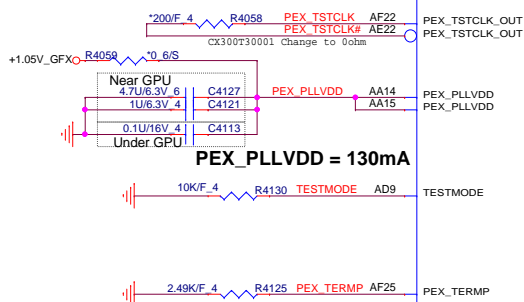 *200/F_4 R4058 PEX_TSTCLK AF22 PEX_TSTCLK_OUT
PEX_TSTCLK# AE22 PEX_TSTCLK_OUT
CX300T30001 Change to 0ohm
+1.05V_GFX R4059 *0_6/S
Near GPU
4.7U/6.3V_6 C4127 PEX_PLLVDD AA14 PEX_PLLVDD
1U/6.3V_4 C4121 AA15 PEX_PLLVDD
0.1U/16V_4 C4113
Under GPU
PEX_PLLVDD = 130mA
10K/F_4 R4130 TESTMODE AD9 TESTMODE
2.49K/F_4 R4125 PEX_TERMP AF25 PEX_TERMP